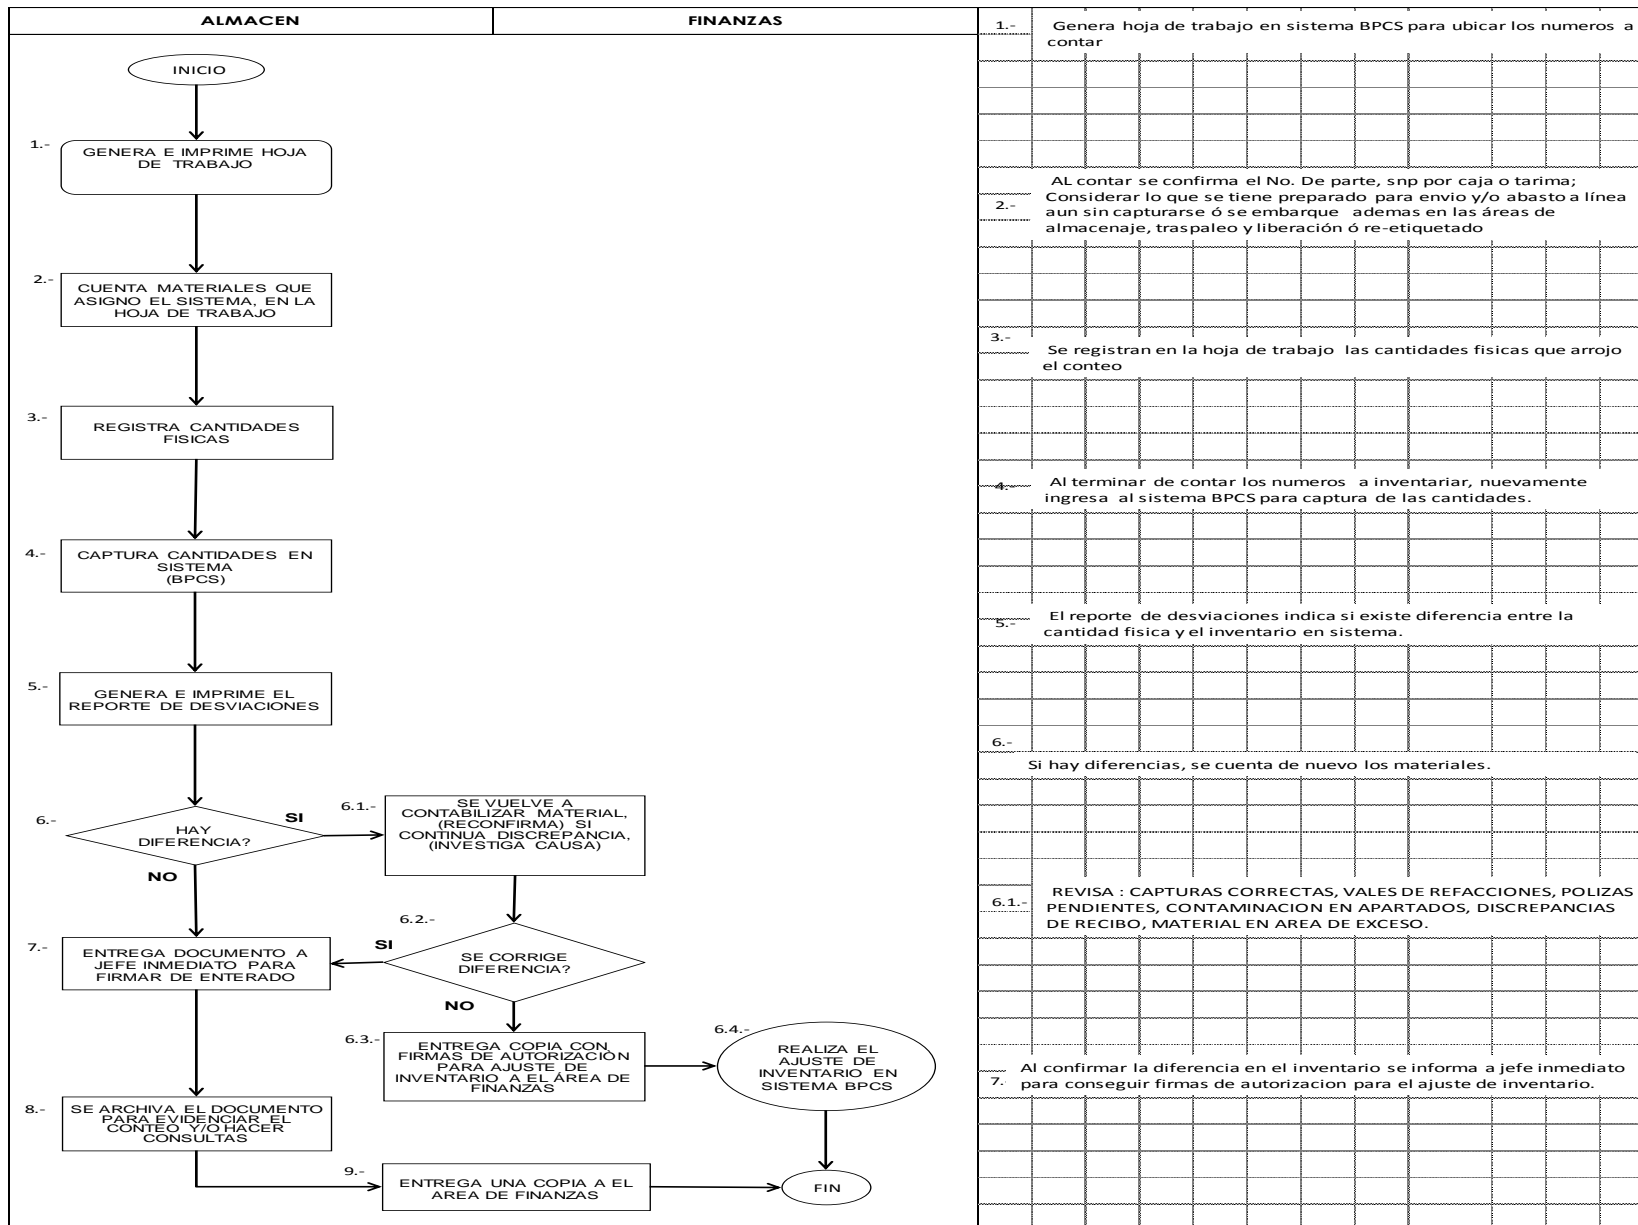 ALMACEN
FINANZAS
INICIO
1.-
GENERA E IMPRIME HOJA
DE TRABAJO
2.-
CUENTA MATERIALES QUE
ASIGNO EL SISTEMA, EN LA
HOJA DE TRABAJO
3.-
REGISTRA CANTIDADES
FISICAS
4.-
CAPTURA CANTIDADES EN
SISTEMA
(BPCS)
5.-
GENERA E IMPRIME EL
REPORTE DE DESVIACIONES
6.-
HAY
DIFERENCIA?
SI
NO
6.1.-
SE VUELVE A
CONTABILIZAR MATERIAL,
(RECONFIRMA) SI
CONTINUA DISCREPANCIA,
(INVESTIGA CAUSA)
6.2.-
SE CORRIGE
DIFERENCIA?
SI
NO
7.-
ENTREGA DOCUMENTO A
JEFE INMEDIATO PARA
FIRMAR DE ENTERADO
6.3.-
ENTREGA COPIA CON
FIRMAS DE AUTORIZACIÓN
PARA AJUSTE DE
INVENTARIO A EL ÁREA DE
FINANZAS
6.4.-
REALIZA EL
AJUSTE DE
INVENTARIO EN
SISTEMA BPCS
8.-
SE ARCHIVA EL DOCUMENTO
PARA EVIDENCIAR EL
CONTEO Y/O HACER
CONSULTAS
9.-
ENTREGA UNA COPIA A EL
AREA DE FINANZAS
FIN
1.- Genera hoja de trabajo en sistema BPCS para ubicar los numeros a
contar
AL contar se confirma el No. De parte, snp por caja o tarima;
2.- Considerar lo que se tiene preparado para envio y/o abasto a línea
aun sin capturarse ó se embarque ademas en las áreas de
almacenaje, traspaleo y liberación ó re-etiquetado
3.-
Se registran en la hoja de trabajo las cantidades fisicas que arrojo
el conteo
4.- Al terminar de contar los numeros a inventariar, nuevamente
ingresa al sistema BPCS para captura de las cantidades.
5.- El reporte de desviaciones indica si existe diferencia entre la
cantidad fisica y el inventario en sistema.
6.-
Si hay diferencias, se cuenta de nuevo los materiales.
6.1.- REVISA : CAPTURAS CORRECTAS, VALES DE REFACCIONES, POLIZAS
PENDIENTES, CONTAMINACION EN APARTADOS, DISCREPANCIAS
DE RECIBO, MATERIAL EN AREA DE EXCESO.
7. Al confirmar la diferencia en el inventario se informa a jefe inmediato
para conseguir firmas de autorizacion para el ajuste de inventario.